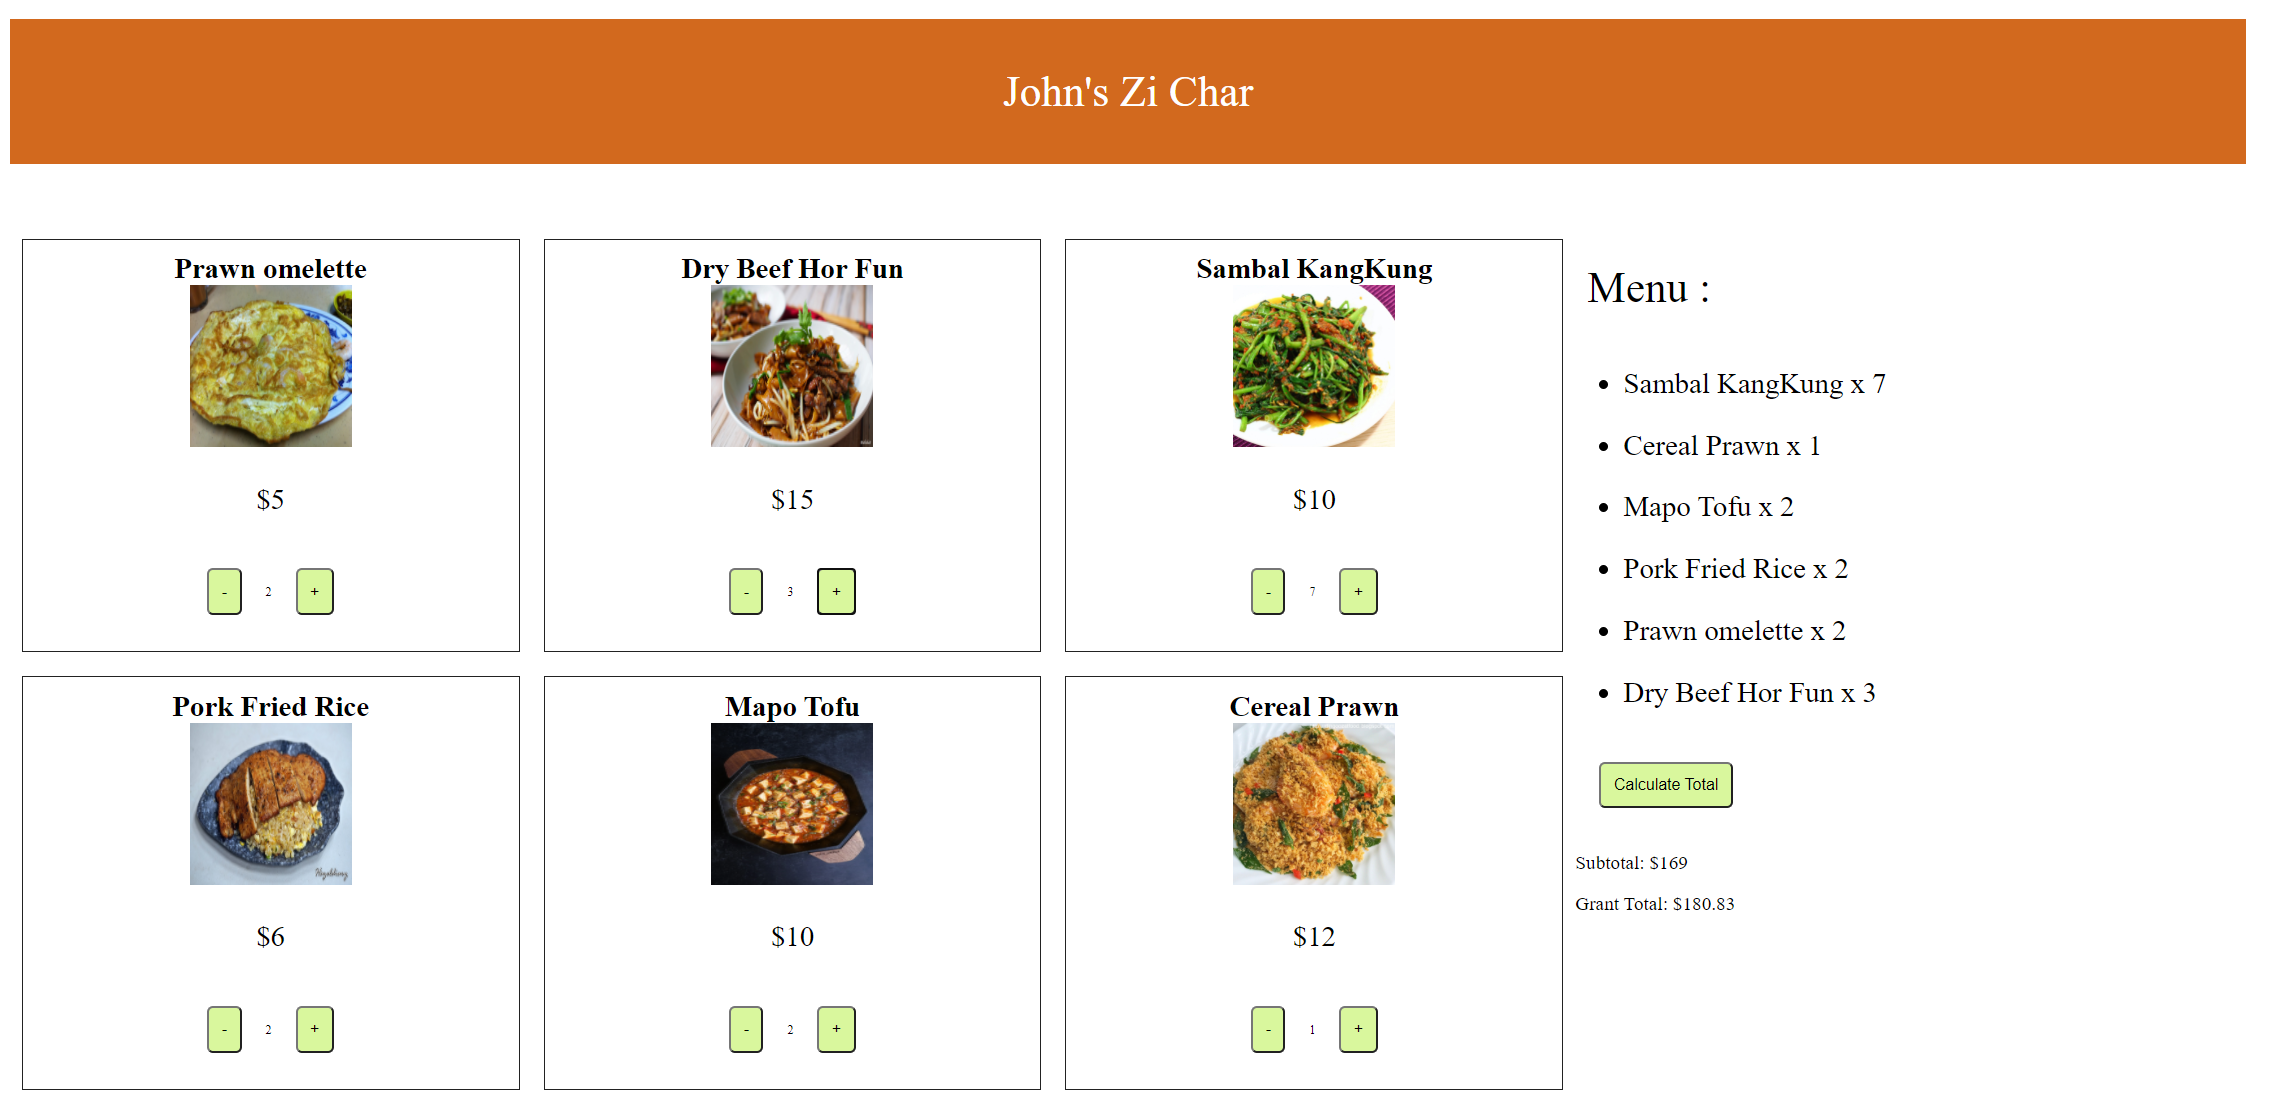 John's Zi Char
Prawn omelette
$5
- 2 +
Dry Beef Hor Fun
$15
- 3 +
Sambal KangKung
$10
- 7 +
Pork Fried Rice
$6
- 2 +
Mapo Tofu
$10
- 2 +
Cereal Prawn
$12
- 1 +
Menu :
Sambal KangKung x 7
Cereal Prawn x 1
Mapo Tofu x 2
Pork Fried Rice x 2
Prawn omelette x 2
Dry Beef Hor Fun x 3
Calculate Total
Subtotal: $169
Grant Total: $180.83